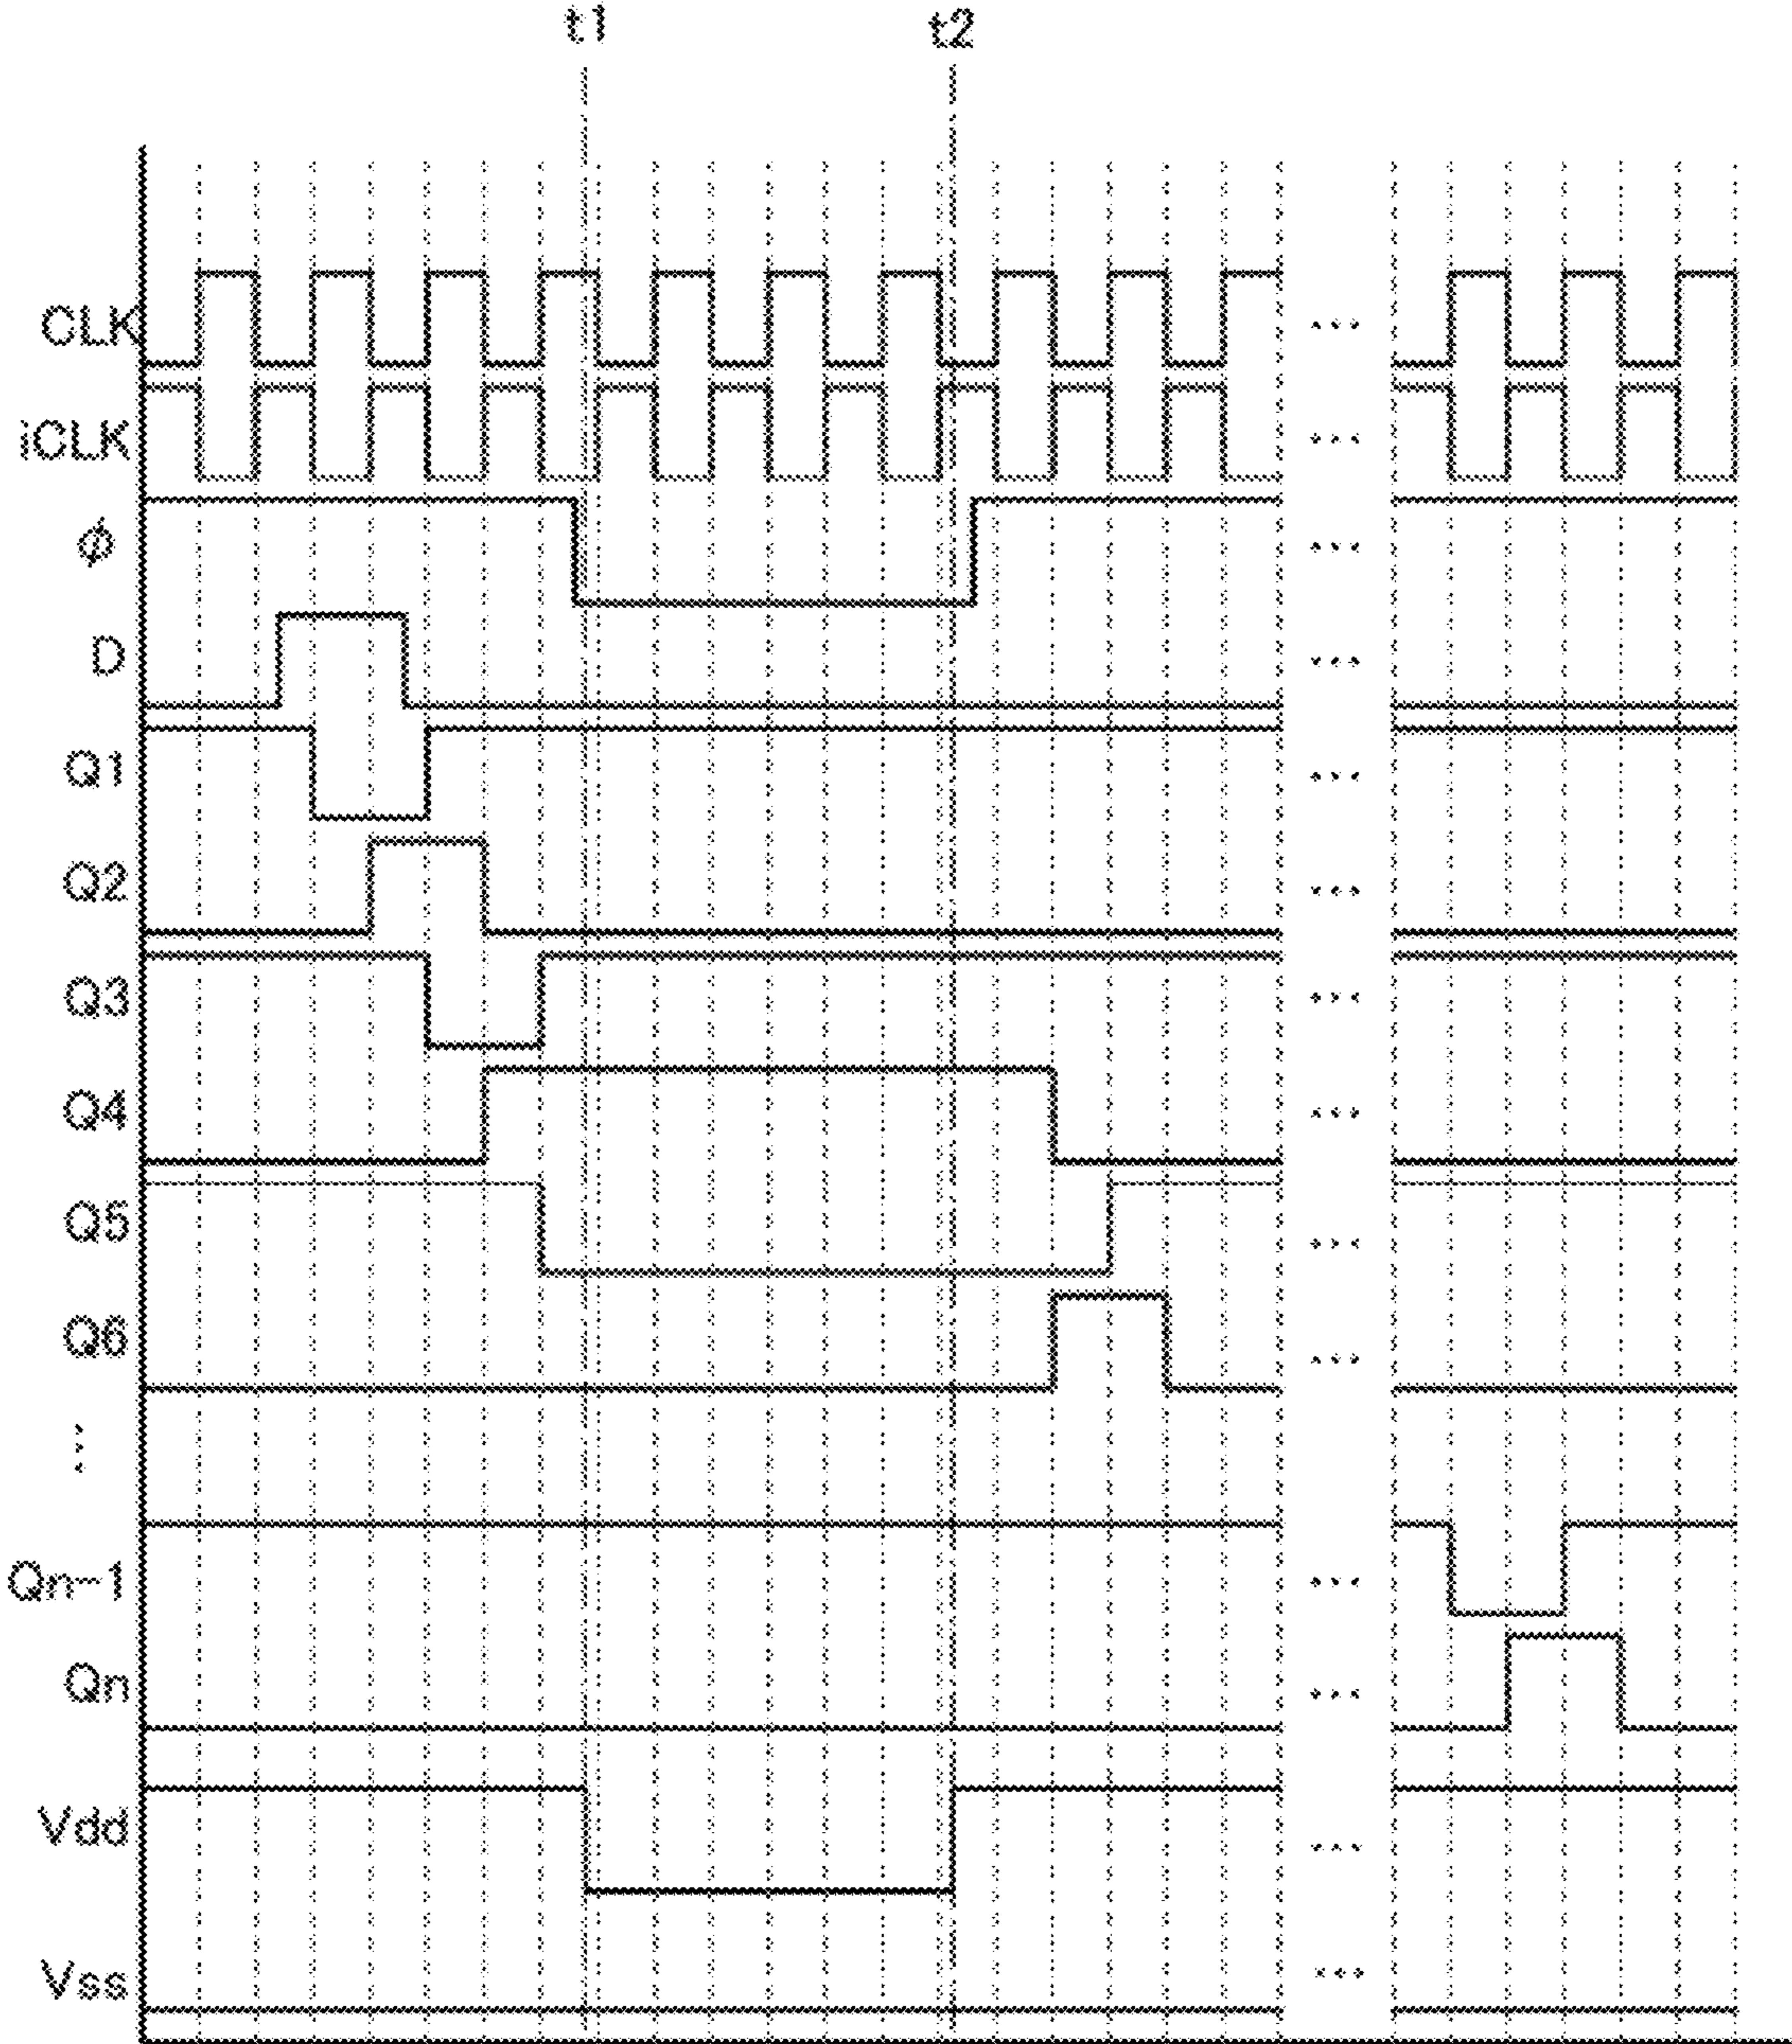 t1 t2
CLK ...
iCLK ...
ϕ ...
D ...
Q1 ...
Q2 ...
Q3 ...
Q4 ...
Q5 ...
Q6 ...
⋮
Qn-1 ...
Qn ...
Vdd ...
Vss ...